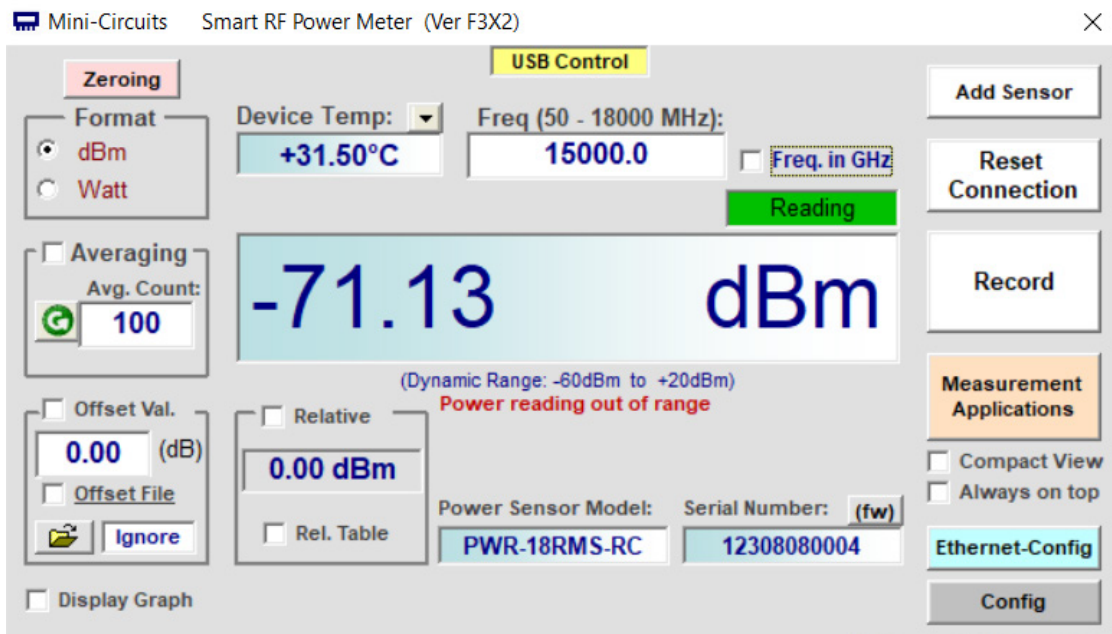 Mini-Circuits Smart RF Power Meter (Ver F3X2)
USB Control
Zeroing
Format
dBm
Watt
Device Temp:
+31.50°C
Freq (50 - 18000 MHz):
15000.0
Freq. in GHz
Reading
Add Sensor
Reset
Connection
Averaging
Avg. Count:
100
-71.13 dBm
Record
(Dynamic Range: -60dBm to +20dBm)
Power reading out of range
Measurement
Applications
Offset Val.
0.00 (dB)
Offset File
Ignore
Relative
0.00 dBm
Rel. Table
Power Sensor Model:
PWR-18RMS-RC
Serial Number: (fw)
12308080004
Compact View
Always on top
Ethernet-Config
Display Graph
Config